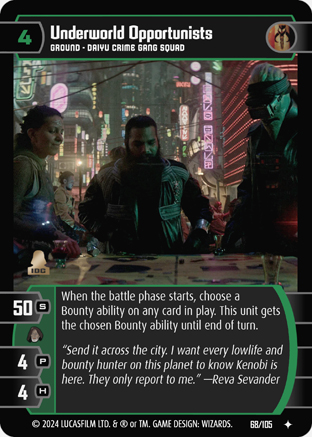 4
Underworld Opportunists
GROUND - DAIYU CRIME GANG SQUAD
IDC
50 S
When the battle phase starts, choose a
Bounty ability on any card in play. This unit gets
the chosen Bounty ability until end of turn.
4 P
4 H
"Send it across the city. I want every lowlife and
bounty hunter on this planet to know Kenobi is
here. They only report to me." —Reva Sevander
© 2024 LUCASFILM LTD. & ® or TM. GAME DESIGN: WIZARDS.
68/105